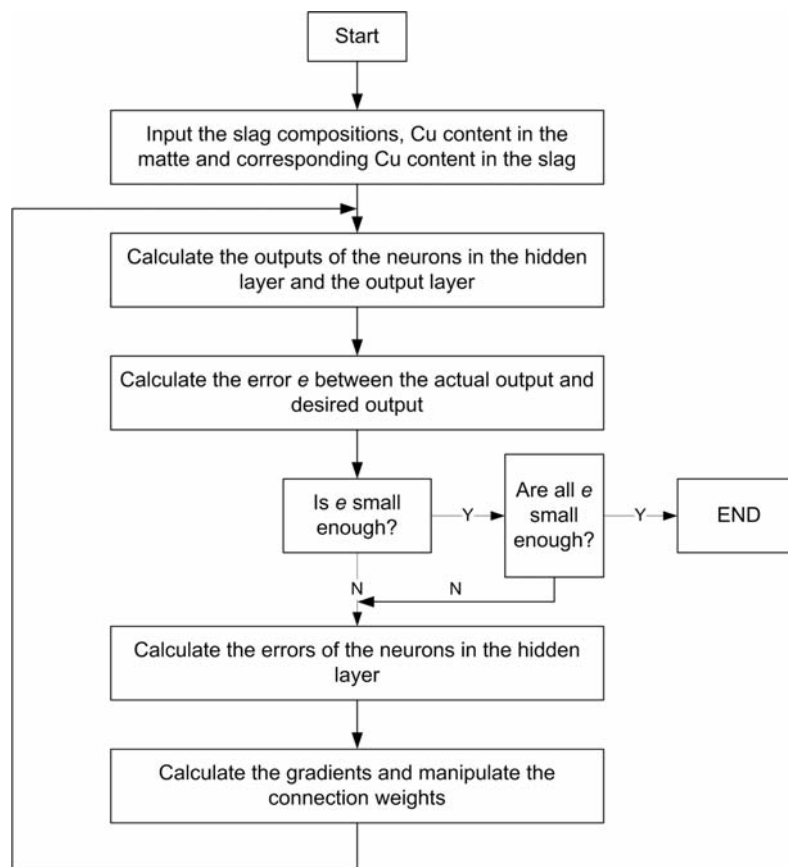 Start
Input the slag compositions, Cu content in the
matte and corresponding Cu content in the slag
Calculate the outputs of the neurons in the hidden
layer and the output layer
Calculate the error e between the actual output and
desired output
Is e small
enough?
Y
Are all e
small
enough?
Y
END
N
N
Calculate the errors of the neurons in the hidden
layer
Calculate the gradients and manipulate the
connection weights